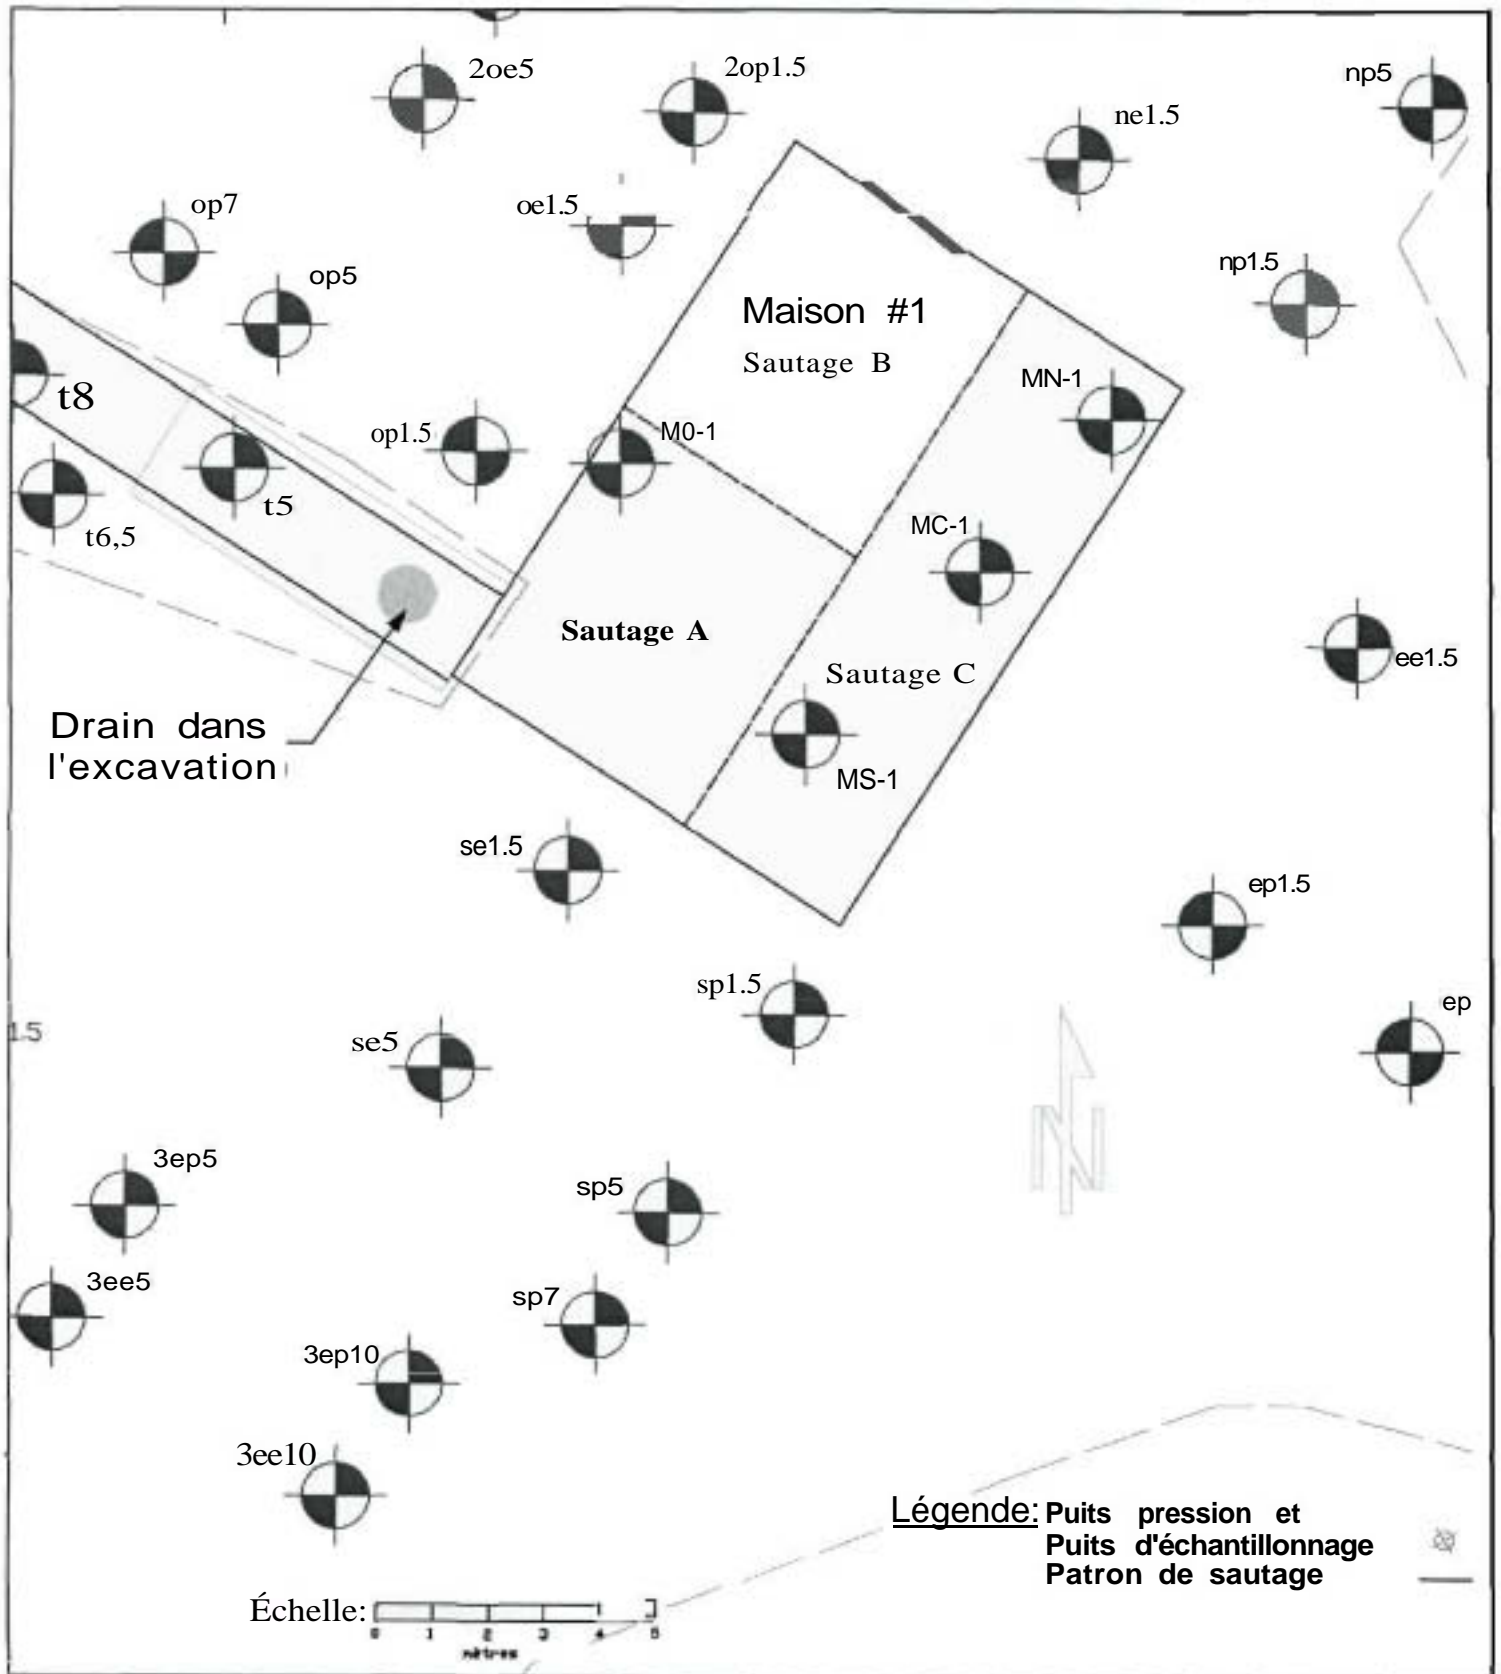 2oe5
2op1.5
np5
ne1.5
op7
oe1.5
op5
np1.5
Maison #1
Sautage B
MN-1
t8
op1.5
M0-1
t5
t6,5
MC-1
Sautage A
ee1.5
Sautage C
Drain dans
l'excavation
MS-1
se1.5
ep1.5
sp1.5
ep
1.5
se5
N
3ep5
sp5
3ee5
sp7
3ep10
3ee10
Légende: Puits pression et
Puits d'échantillonnage
Patron de sautage
Échelle:
0 1 2 3 4 5
mètres